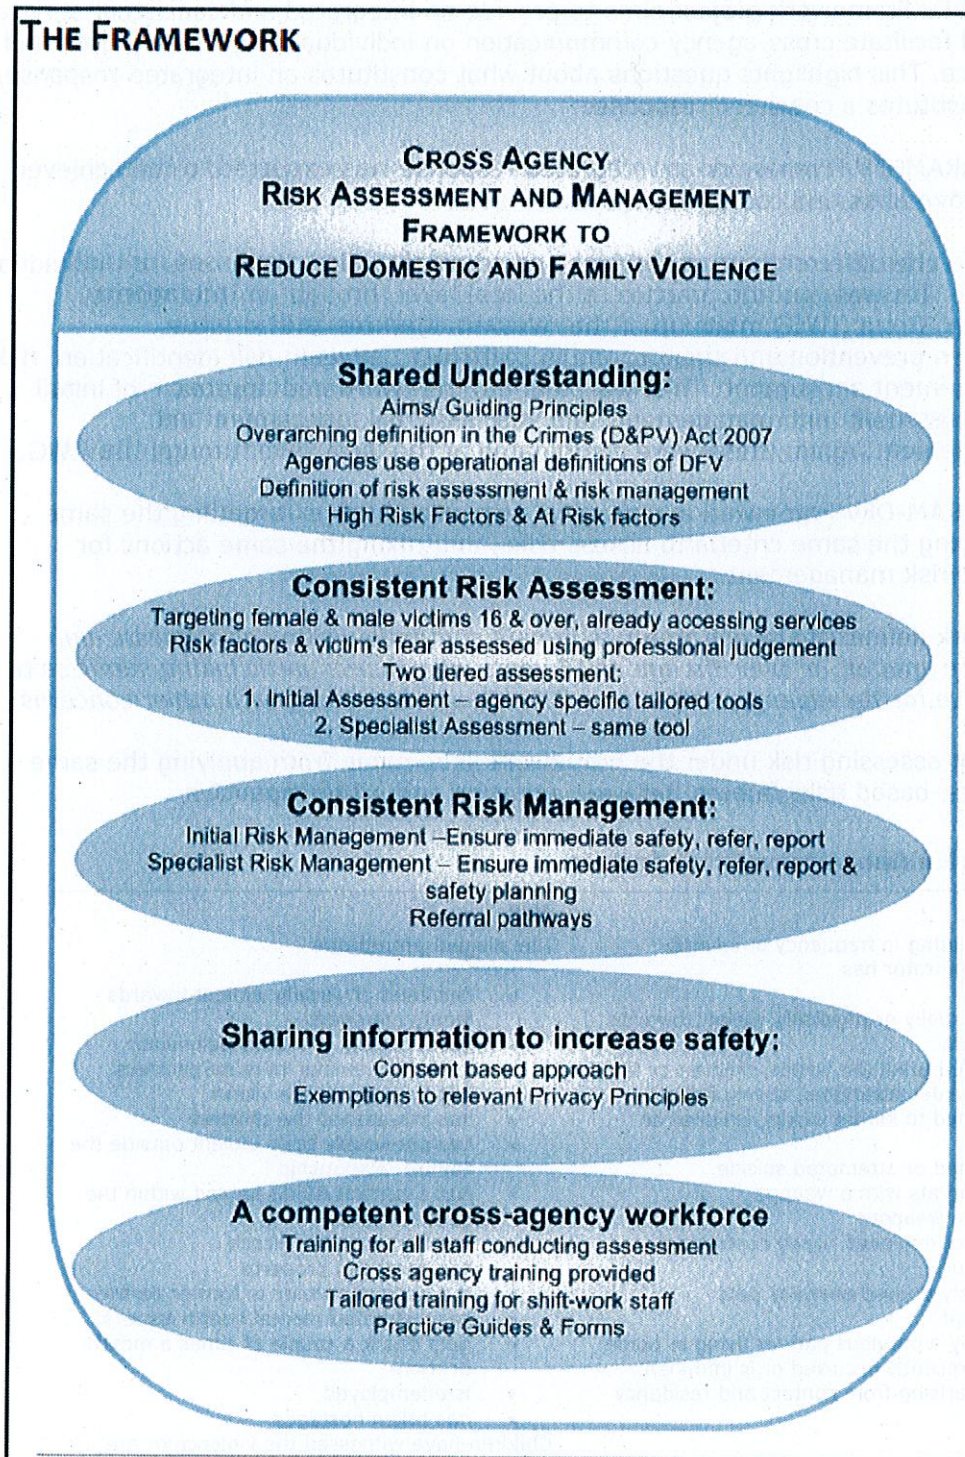 THE FRAMEWORK
CROSS AGENCY
RISK ASSESSMENT AND MANAGEMENT
FRAMEWORK TO
REDUCE DOMESTIC AND FAMILY VIOLENCE
Shared Understanding:
Aims/ Guiding Principles
Overarching definition in the Crimes (D&PV) Act 2007
Agencies use operational definitions of DFV
Definition of risk assessment & risk management
High Risk Factors & At Risk factors
Consistent Risk Assessment:
Targeting female & male victims 16 & over, already accessing services
Risk factors & victim's fear assessed using professional judgement
Two tiered assessment:
1. Initial Assessment – agency specific tailored tools
2. Specialist Assessment – same tool
Consistent Risk Management:
Initial Risk Management –Ensure immediate safety, refer, report
Specialist Risk Management – Ensure immediate safety, refer, report &
safety planning
Referral pathways
Sharing information to increase safety:
Consent based approach
Exemptions to relevant Privacy Principles
A competent cross-agency workforce
Training for all staff conducting assessment
Cross agency training provided
Tailored training for shift-work staff
Practice Guides & Forms